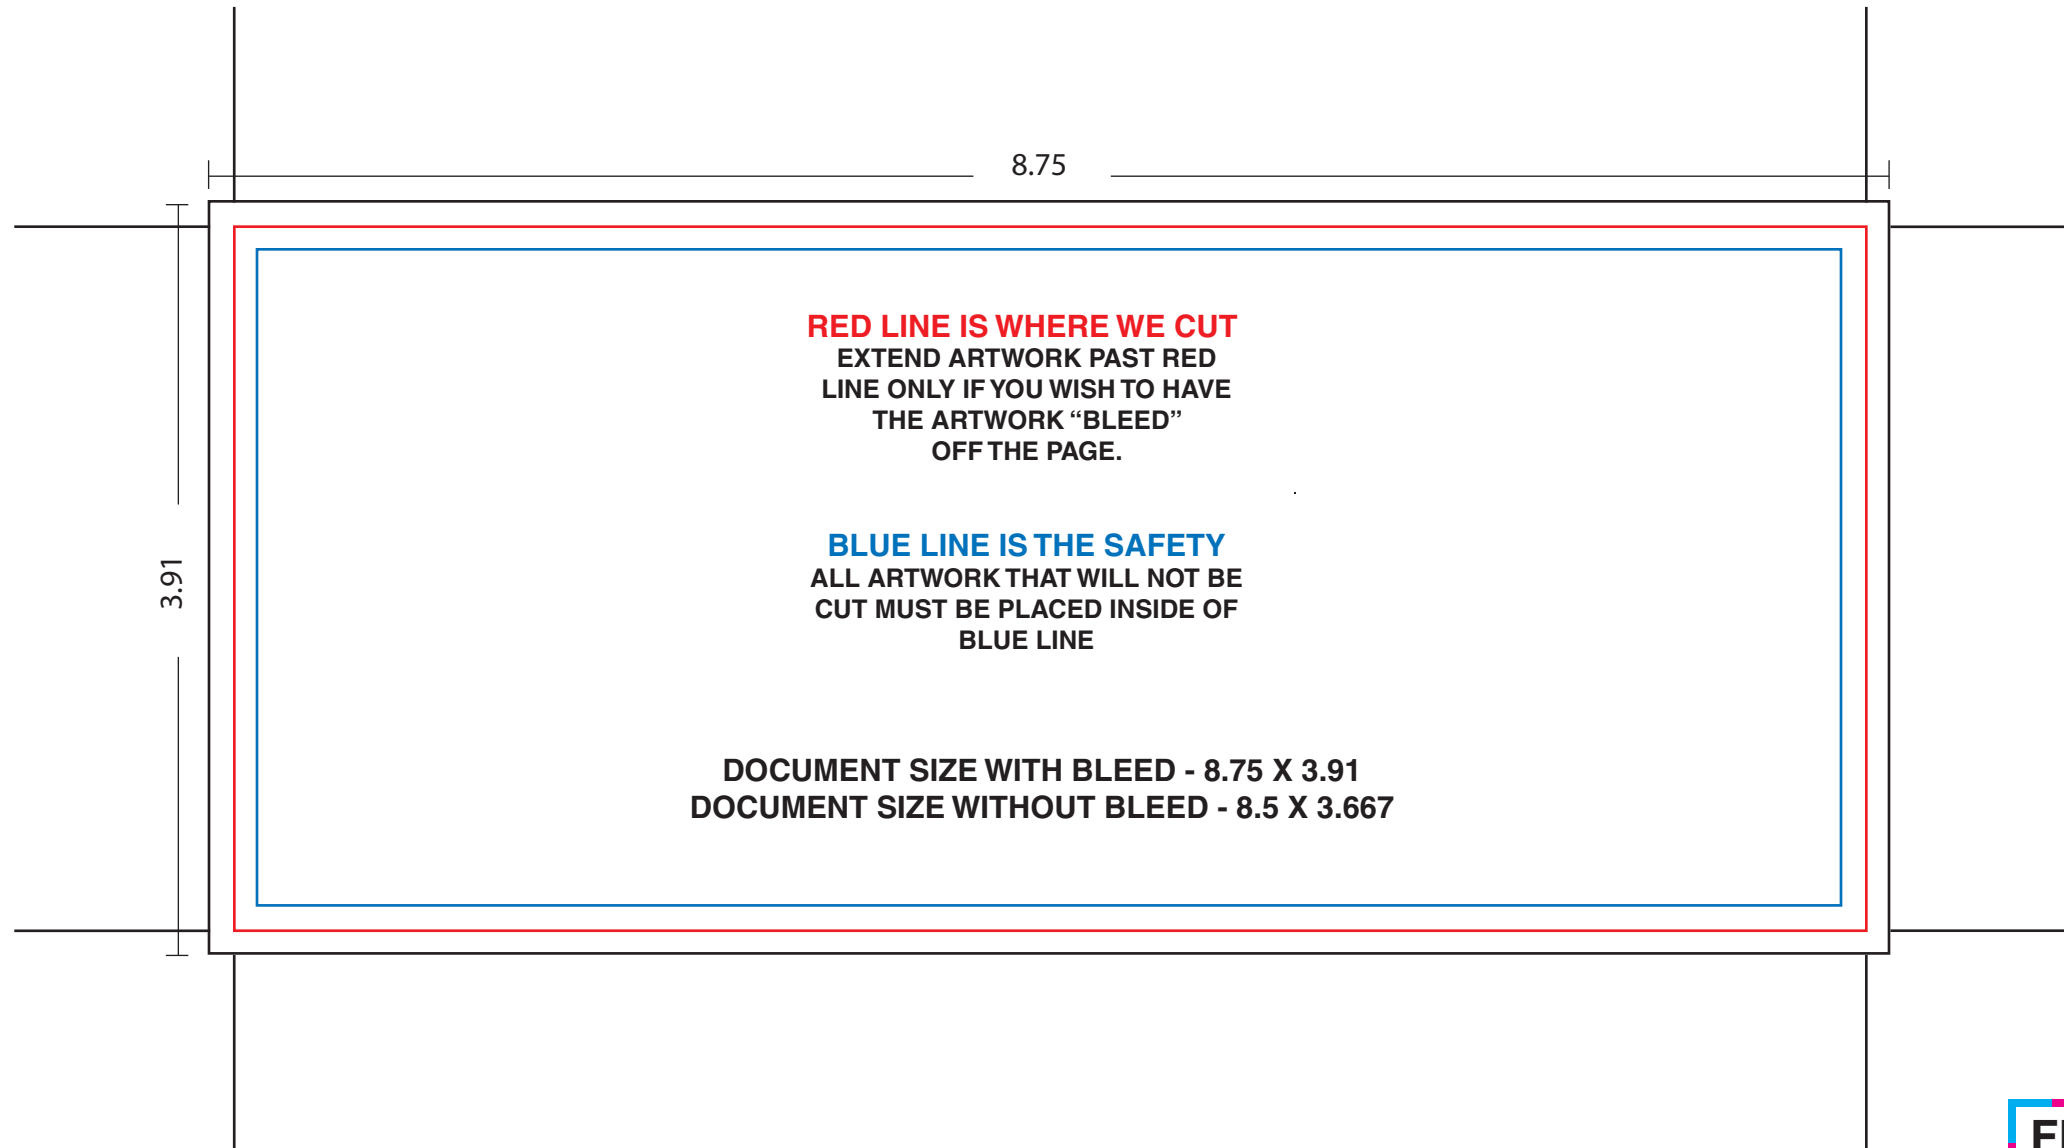 8.75
3.91
RED LINE IS WHERE WE CUT
EXTEND ARTWORK PAST RED
LINE ONLY IF YOU WISH TO HAVE
THE ARTWORK “BLEED”
OFF THE PAGE.
BLUE LINE IS THE SAFETY
ALL ARTWORK THAT WILL NOT BE
CUT MUST BE PLACED INSIDE OF
BLUE LINE
DOCUMENT SIZE WITH BLEED - 8.75 X 3.91
DOCUMENT SIZE WITHOUT BLEED - 8.5 X 3.667